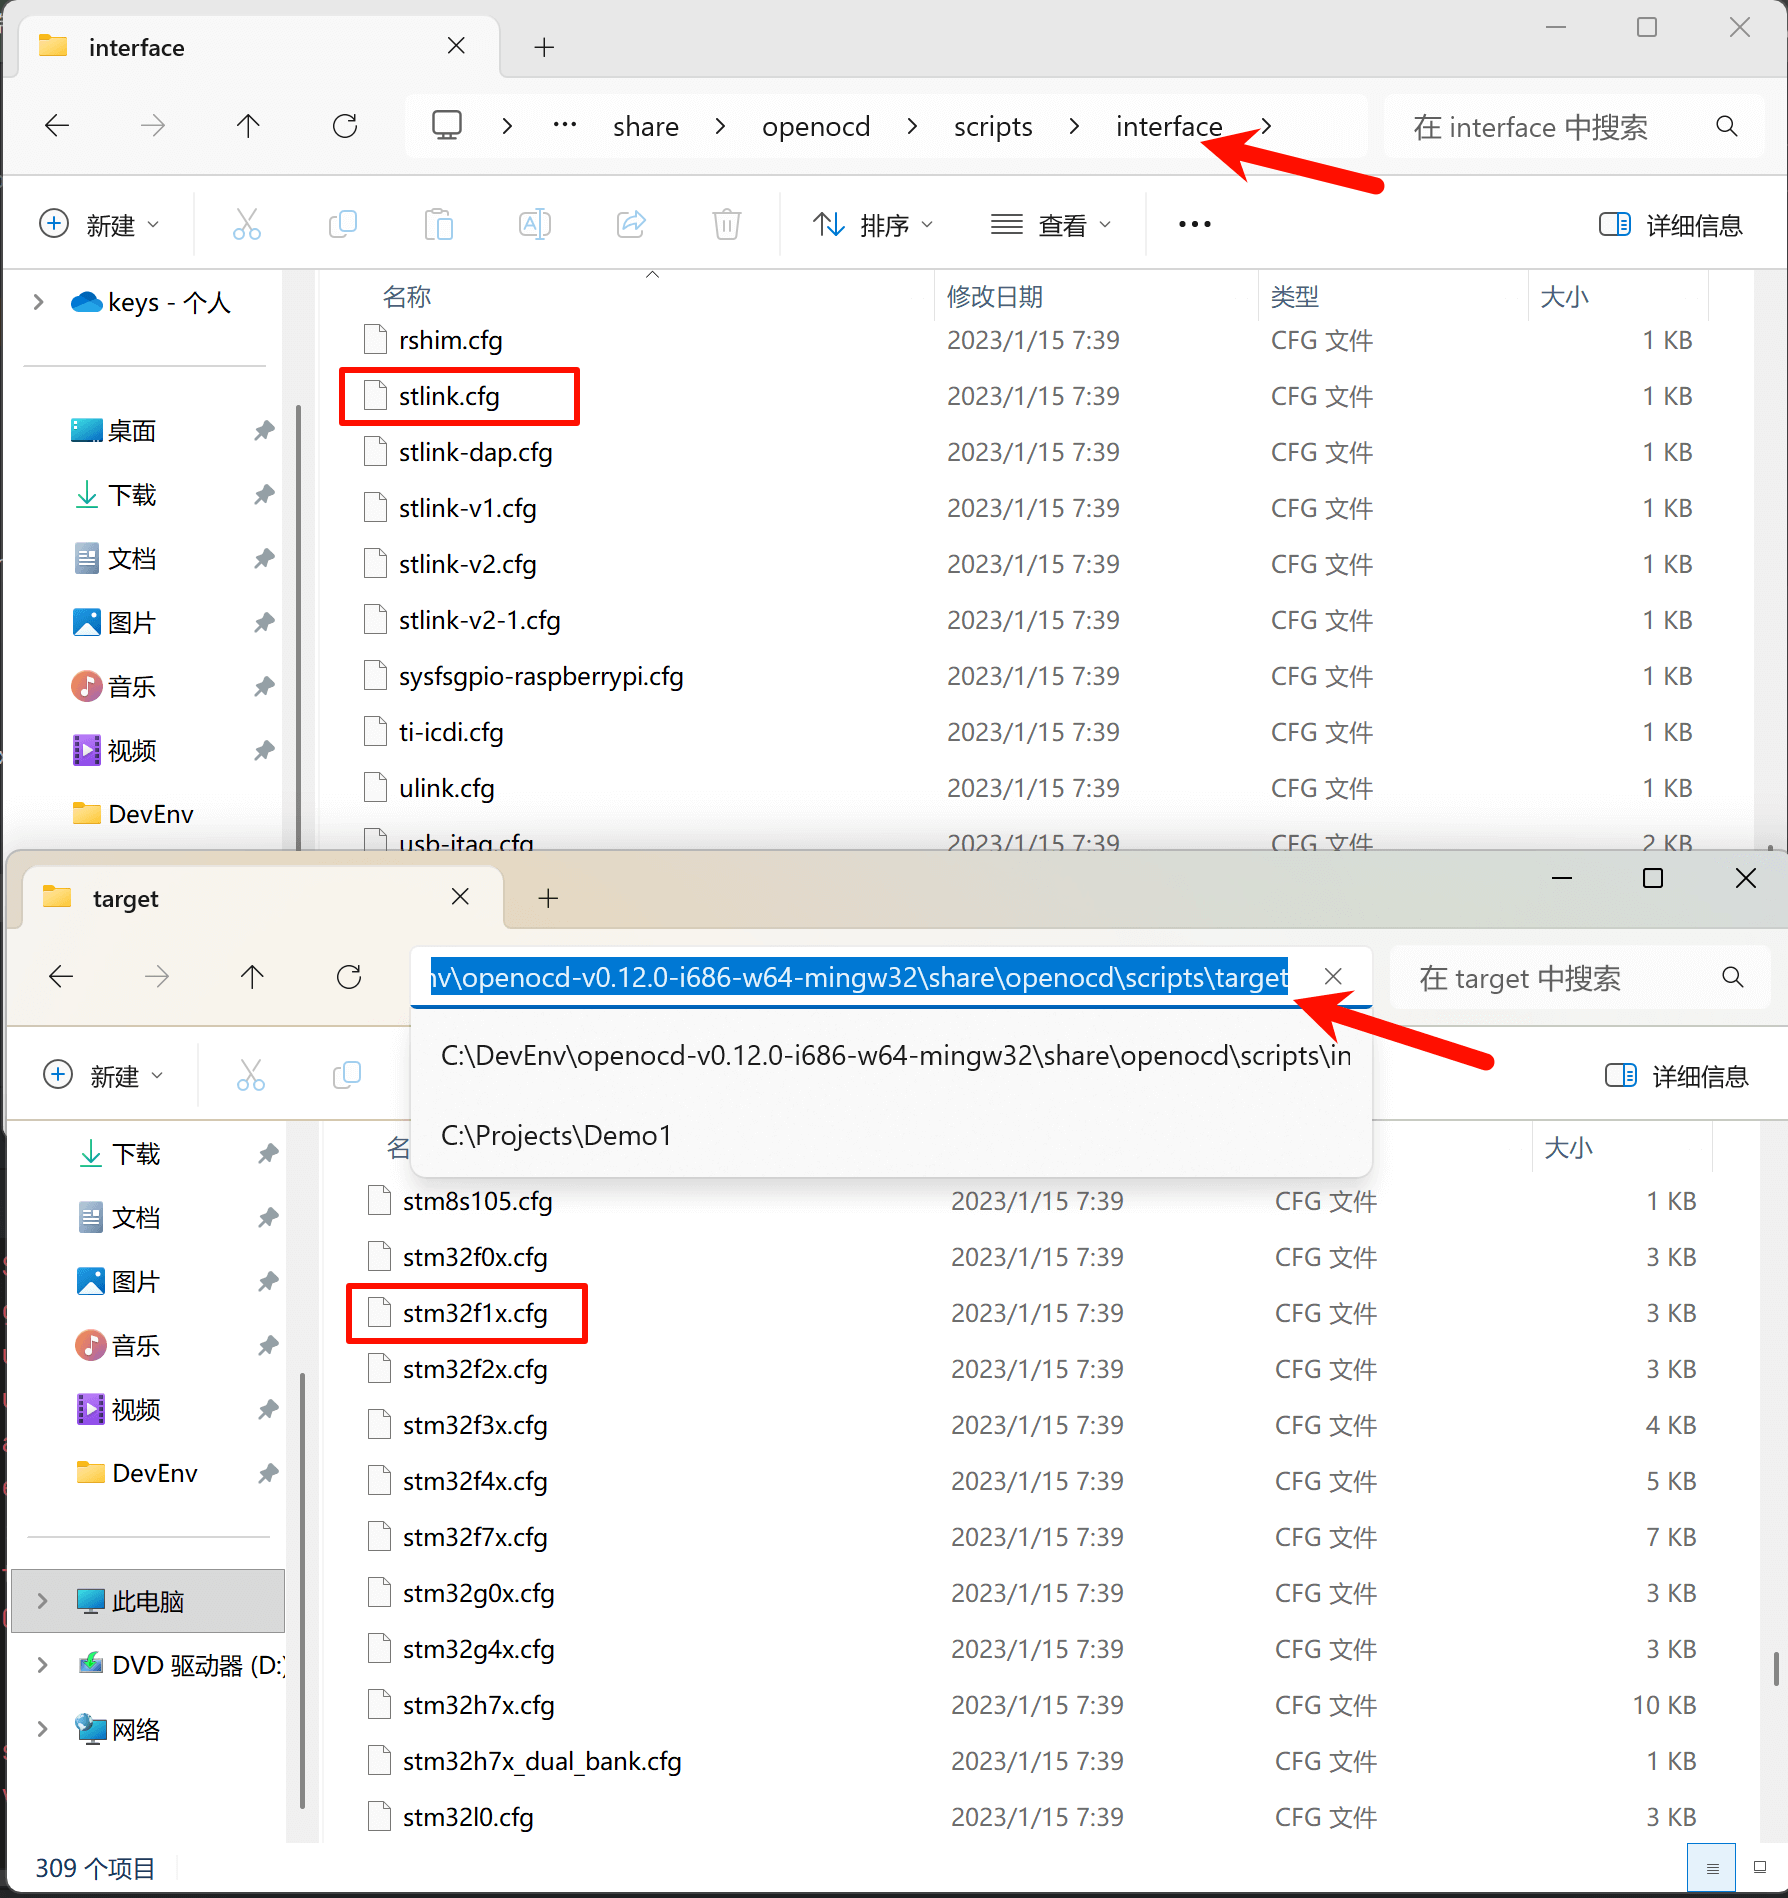 interface
share openocd scripts interface 在 interface 中搜索
新建 排序 查看 详细信息
keys - 个人
桌面
下载
文档
图片
音乐
视频
DevEnv
名称 修改日期 类型 大小
rshim.cfg 2023/1/15 7:39 CFG 文件 1 KB
stlink.cfg 2023/1/15 7:39 CFG 文件 1 KB
stlink-dap.cfg 2023/1/15 7:39 CFG 文件 1 KB
stlink-v1.cfg 2023/1/15 7:39 CFG 文件 1 KB
stlink-v2.cfg 2023/1/15 7:39 CFG 文件 1 KB
stlink-v2-1.cfg 2023/1/15 7:39 CFG 文件 1 KB
sysfsgpio-raspberrypi.cfg 2023/1/15 7:39 CFG 文件 1 KB
ti-icdi.cfg 2023/1/15 7:39 CFG 文件 1 KB
ulink.cfg 2023/1/15 7:39 CFG 文件 1 KB
usb-jtag.cfg 2023/1/15 7:39 CFG 文件 2 KB
target
nv\openocd-v0.12.0-i686-w64-mingw32\share\openocd\scripts\target 在 target 中搜索
C:\DevEnv\openocd-v0.12.0-i686-w64-mingw32\share\openocd\scripts\in
C:\Projects\Demo1
新建 详细信息
下载
文档
图片
音乐
视频
DevEnv
此电脑
DVD 驱动器 (D:)
网络
名 大小
stm8s105.cfg 2023/1/15 7:39 CFG 文件 1 KB
stm32f0x.cfg 2023/1/15 7:39 CFG 文件 3 KB
stm32f1x.cfg 2023/1/15 7:39 CFG 文件 3 KB
stm32f2x.cfg 2023/1/15 7:39 CFG 文件 3 KB
stm32f3x.cfg 2023/1/15 7:39 CFG 文件 4 KB
stm32f4x.cfg 2023/1/15 7:39 CFG 文件 5 KB
stm32f7x.cfg 2023/1/15 7:39 CFG 文件 7 KB
stm32g0x.cfg 2023/1/15 7:39 CFG 文件 3 KB
stm32g4x.cfg 2023/1/15 7:39 CFG 文件 3 KB
stm32h7x.cfg 2023/1/15 7:39 CFG 文件 10 KB
stm32h7x_dual_bank.cfg 2023/1/15 7:39 CFG 文件 1 KB
stm32l0.cfg 2023/1/15 7:39 CFG 文件 3 KB
309 个项目